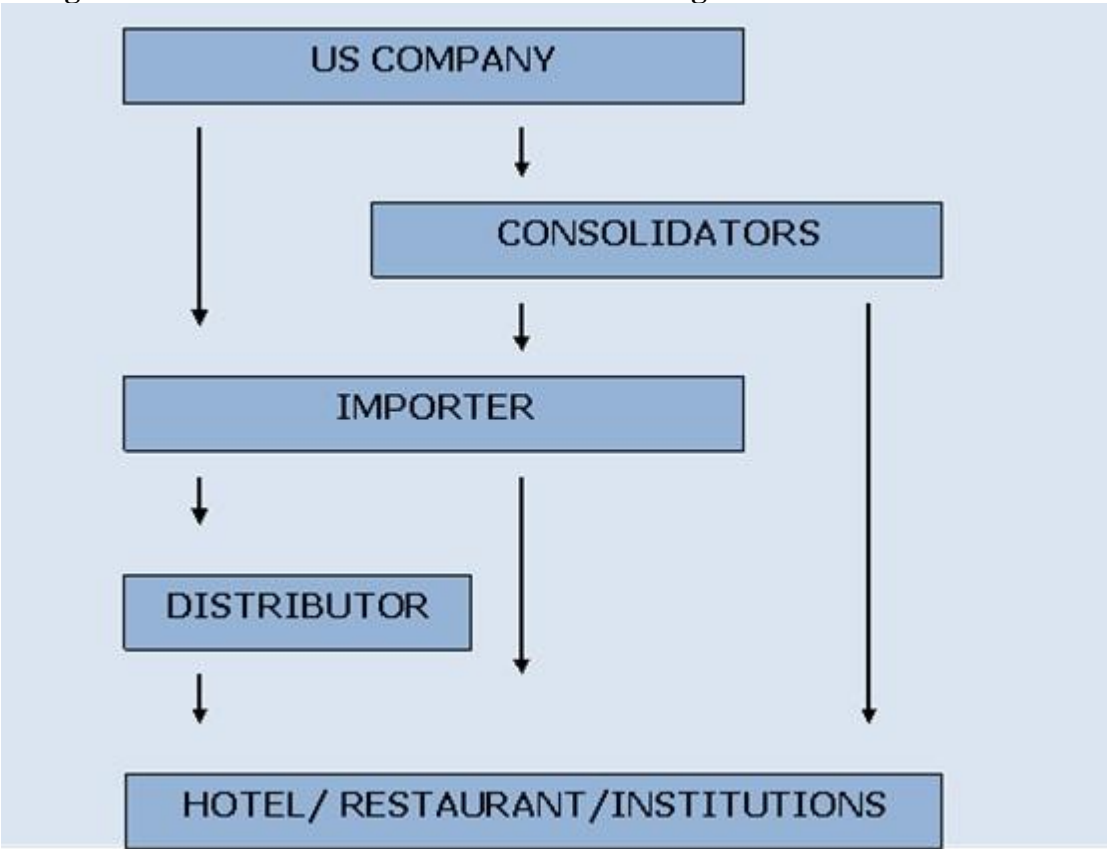 US COMPANY
CONSOLIDATORS
IMPORTER
DISTRIBUTOR
HOTEL/ RESTAURANT/INSTITUTIONS